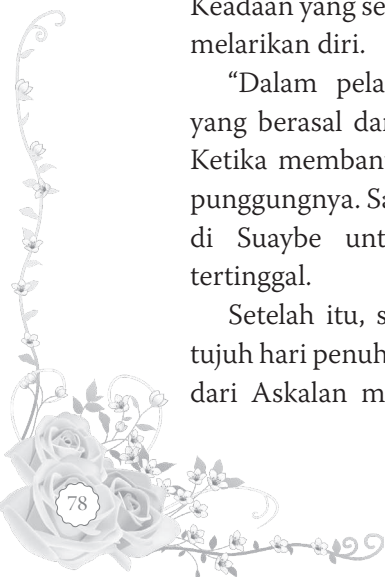 Keadaan yang se
melarikan diri.
“Dalam pela
yang berasal da
Ketika memban
punggungnya. Sa
di Suaybe unt
tertinggal.
Setelah itu, s
tujuh hari penuh
dari Askalan m
78